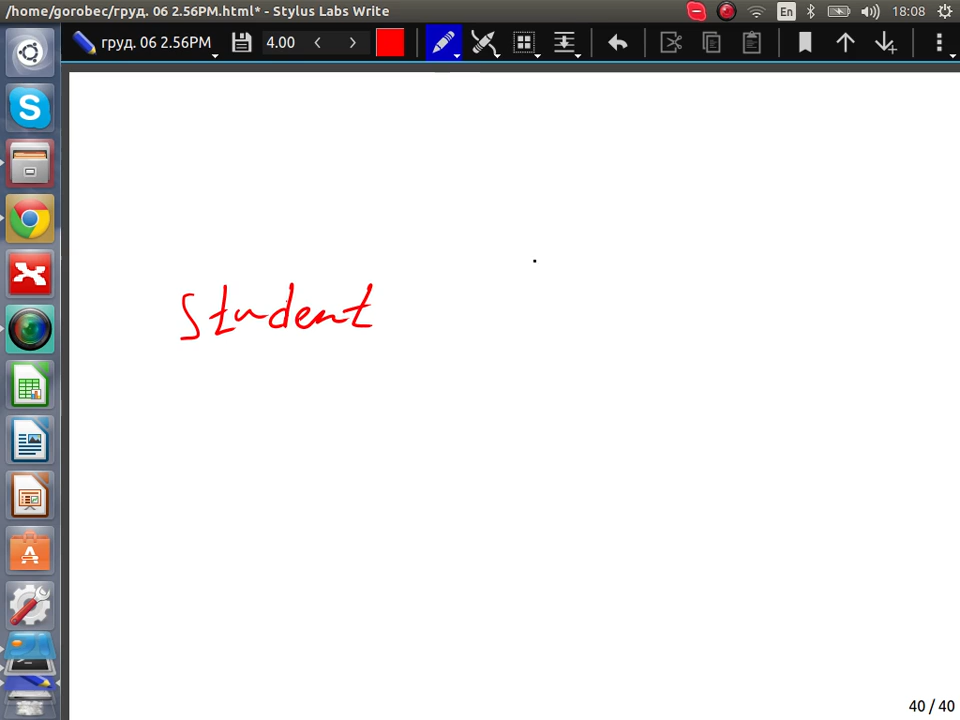 /home/gorobec/груд. 06 2.56PM.html* - Stylus Labs Write
En
18:08
груд. 06 2.56PM
4.00
Student
40 / 40